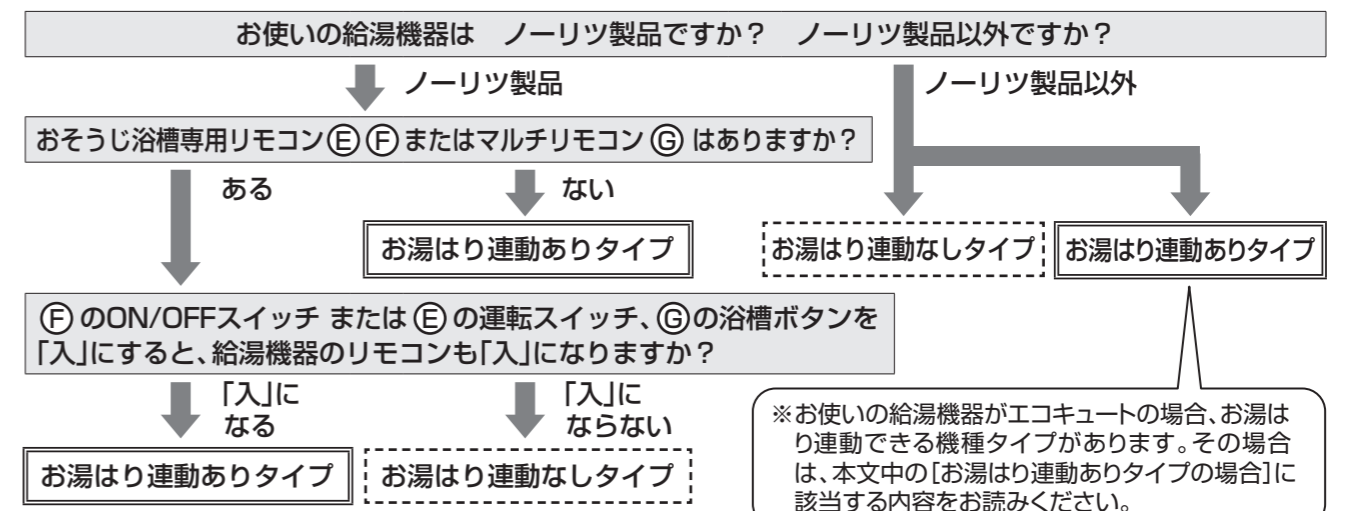 お使いの給湯機器は ノーリツ製品ですか? ノーリツ製品以外ですか?
ノーリツ製品
ノーリツ製品以外
おそうじ浴槽専用リモコンⒺⒻまたはマルチリモコンⒼはありますか?
ある
ない
お湯はり連動ありタイプ
お湯はり連動なしタイプ
お湯はり連動ありタイプ
ⒻのON/OFFスイッチ またはⒺの運転スイッチ、Ⓖの浴槽ボタンを
「入」にすると、給湯機器のリモコンも「入」になりますか?
「入」に
なる
「入」に
ならない
お湯はり連動ありタイプ
お湯はり連動なしタイプ
※お使いの給湯機器がエコキュートの場合、お湯は
り連動できる機種タイプがあります。その場合
は、本文中の[お湯はり連動ありタイプの場合]に
該当する内容をお読みください。